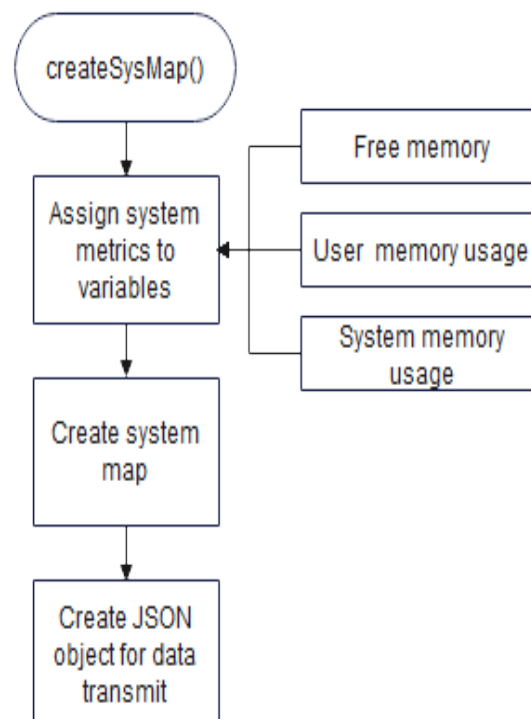 createSysMap()
Assign system
metrics to
variables
Free memory
User memory usage
System memory
usage
Create system
map
Create JSON
object for data
transmit